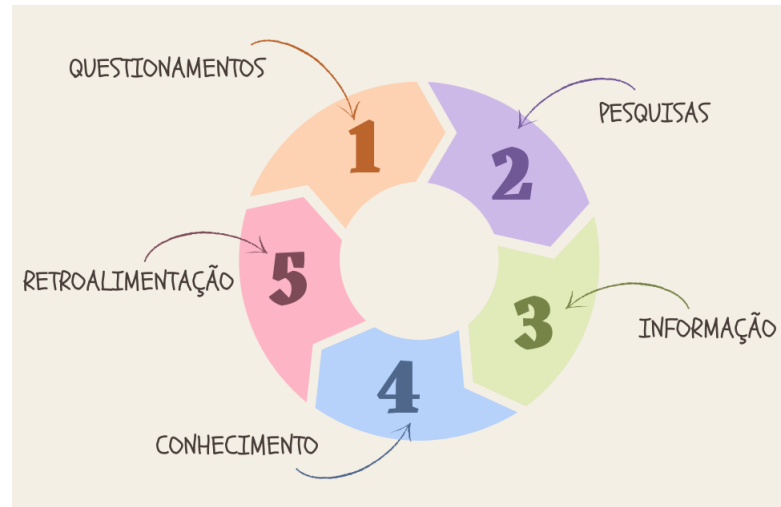 QUESTIONAMENTOS
1
PESQUISAS
2
INFORMAÇÃO
3
CONHECIMENTO
4
RETROALIMENTAÇÃO
5